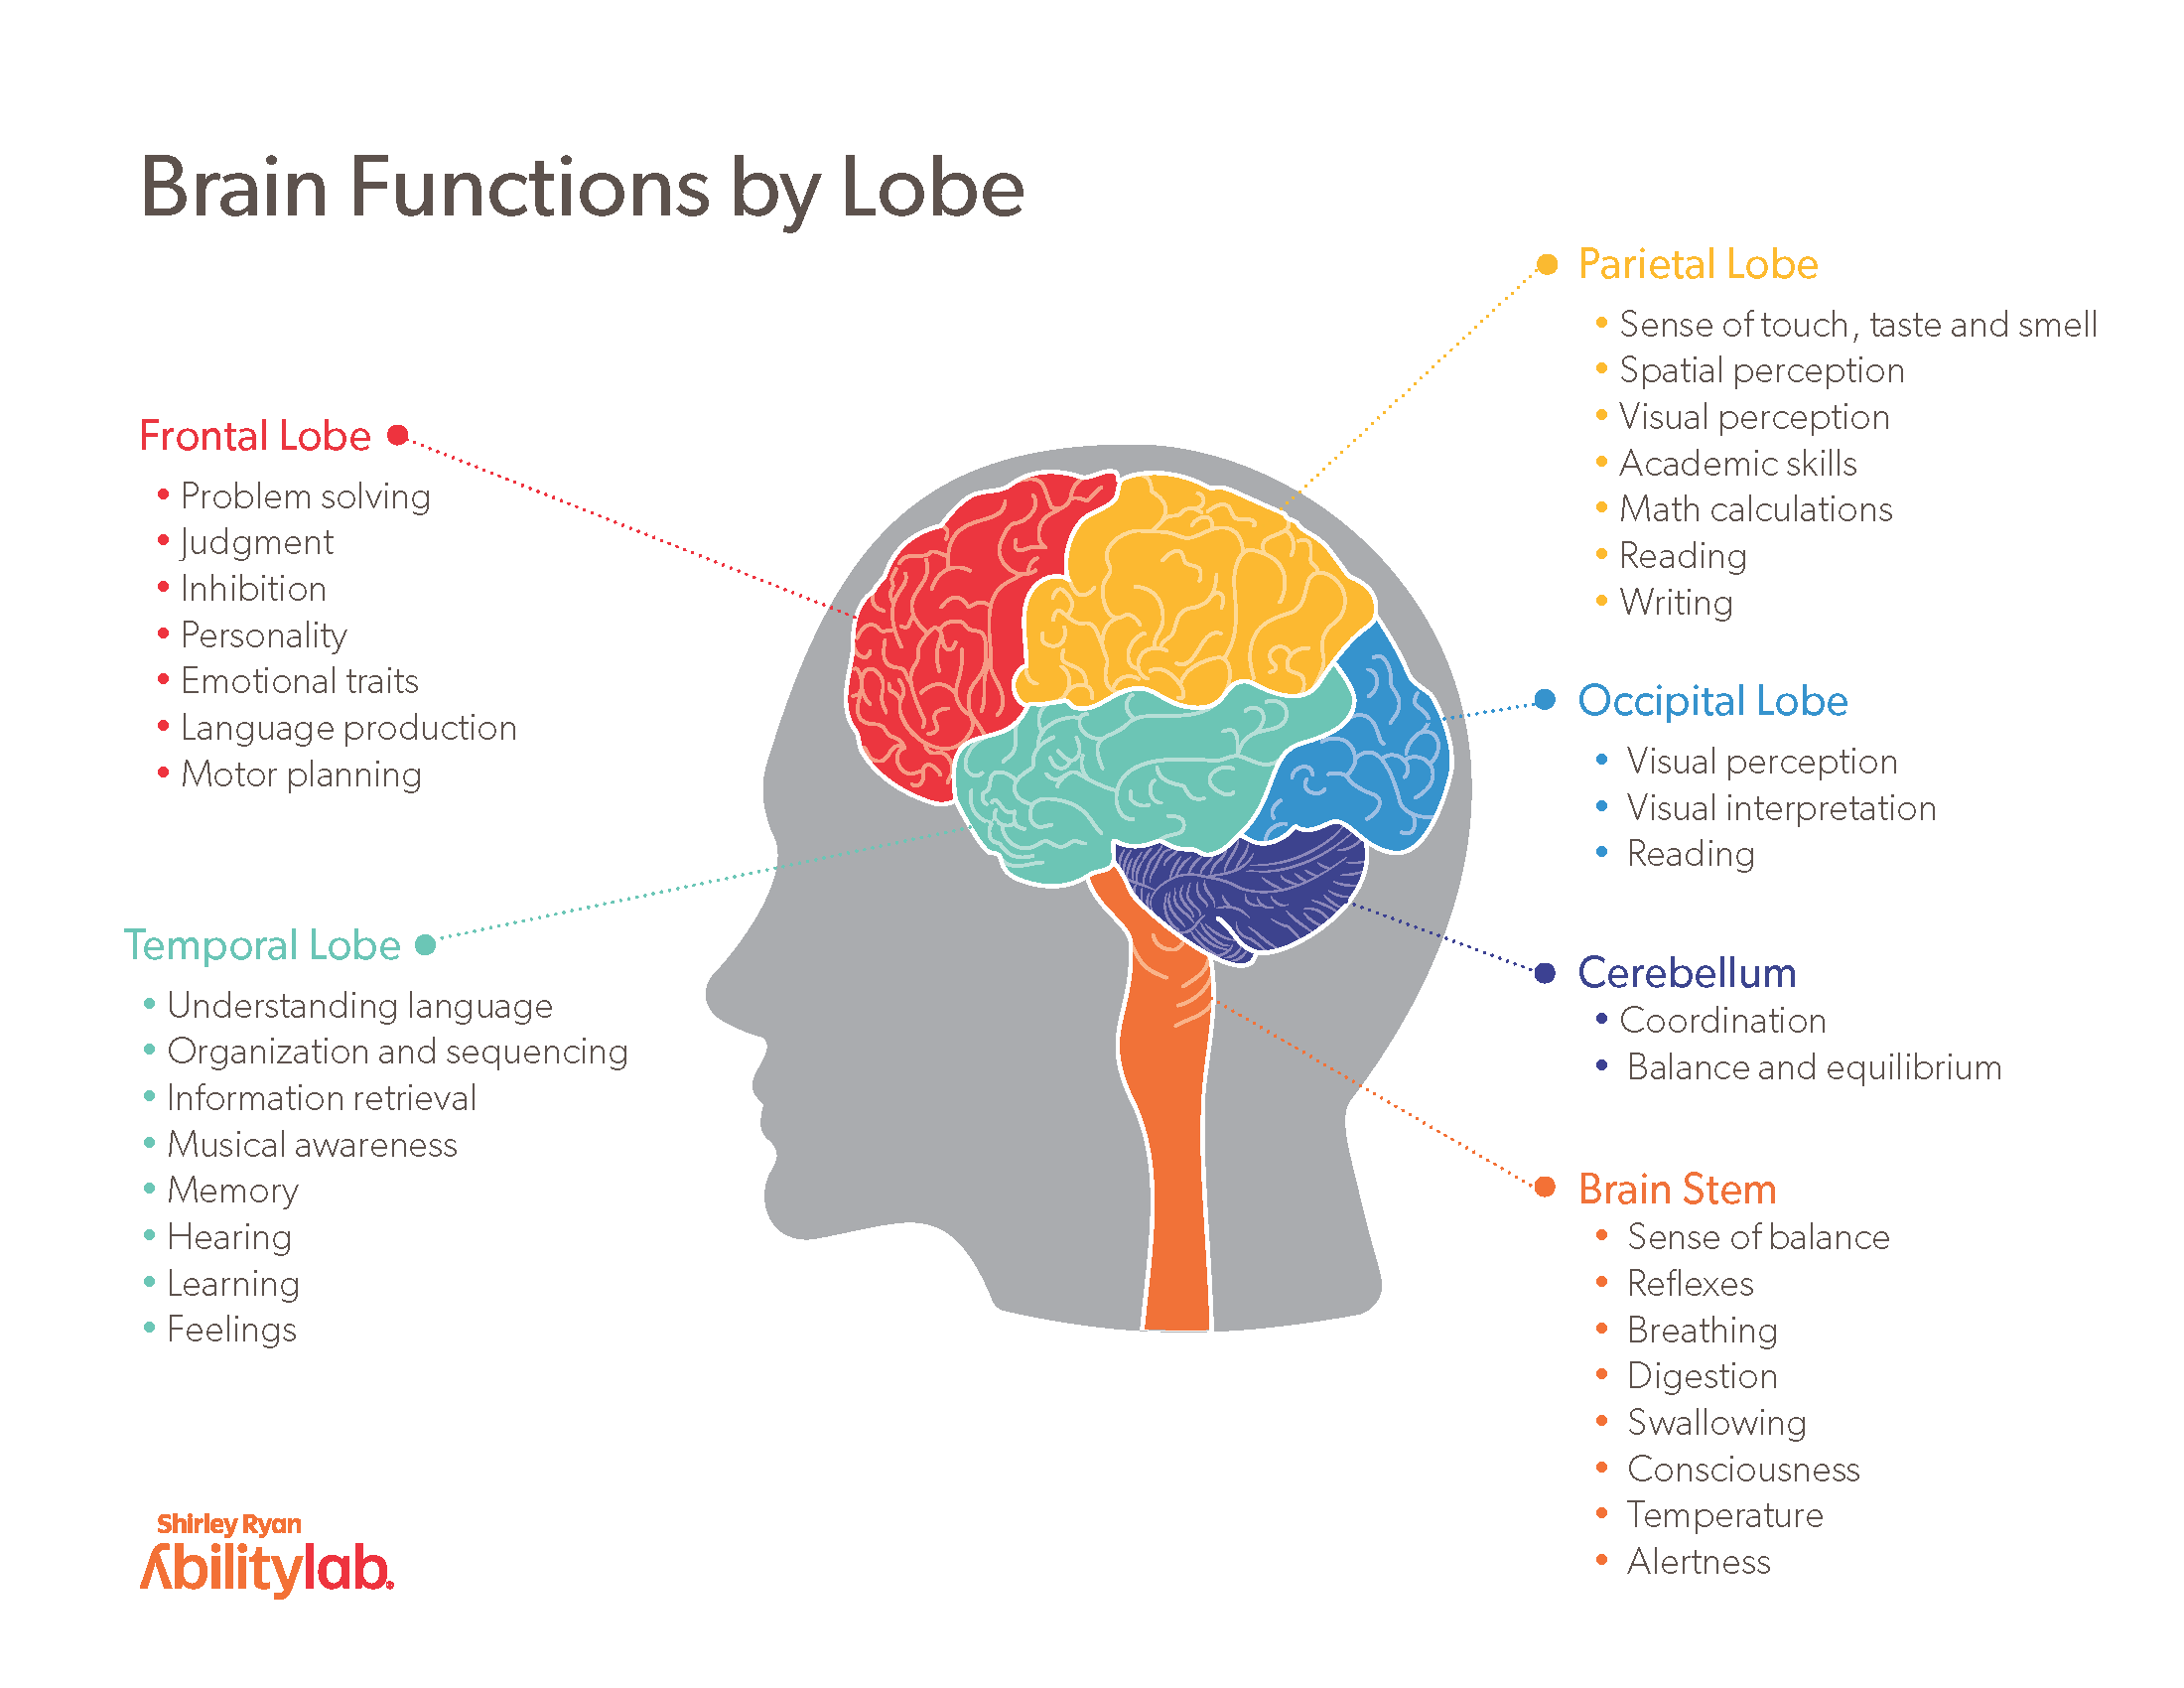 Brain Functions by Lobe
Frontal Lobe
• Problem solving
• Judgment
• Inhibition
• Personality
• Emotional traits
• Language production
• Motor planning
Temporal Lobe
• Understanding language
• Organization and sequencing
• Information retrieval
• Musical awareness
• Memory
• Hearing
• Learning
• Feelings
Parietal Lobe
• Sense of touch, taste and smell
• Spatial perception
• Visual perception
• Academic skills
• Math calculations
• Reading
• Writing
Occipital Lobe
• Visual perception
• Visual interpretation
• Reading
Cerebellum
• Coordination
• Balance and equilibrium
Brain Stem
• Sense of balance
• Reflexes
• Breathing
• Digestion
• Swallowing
• Consciousness
• Temperature
• Alertness
Shirley Ryan
Abilitylab®